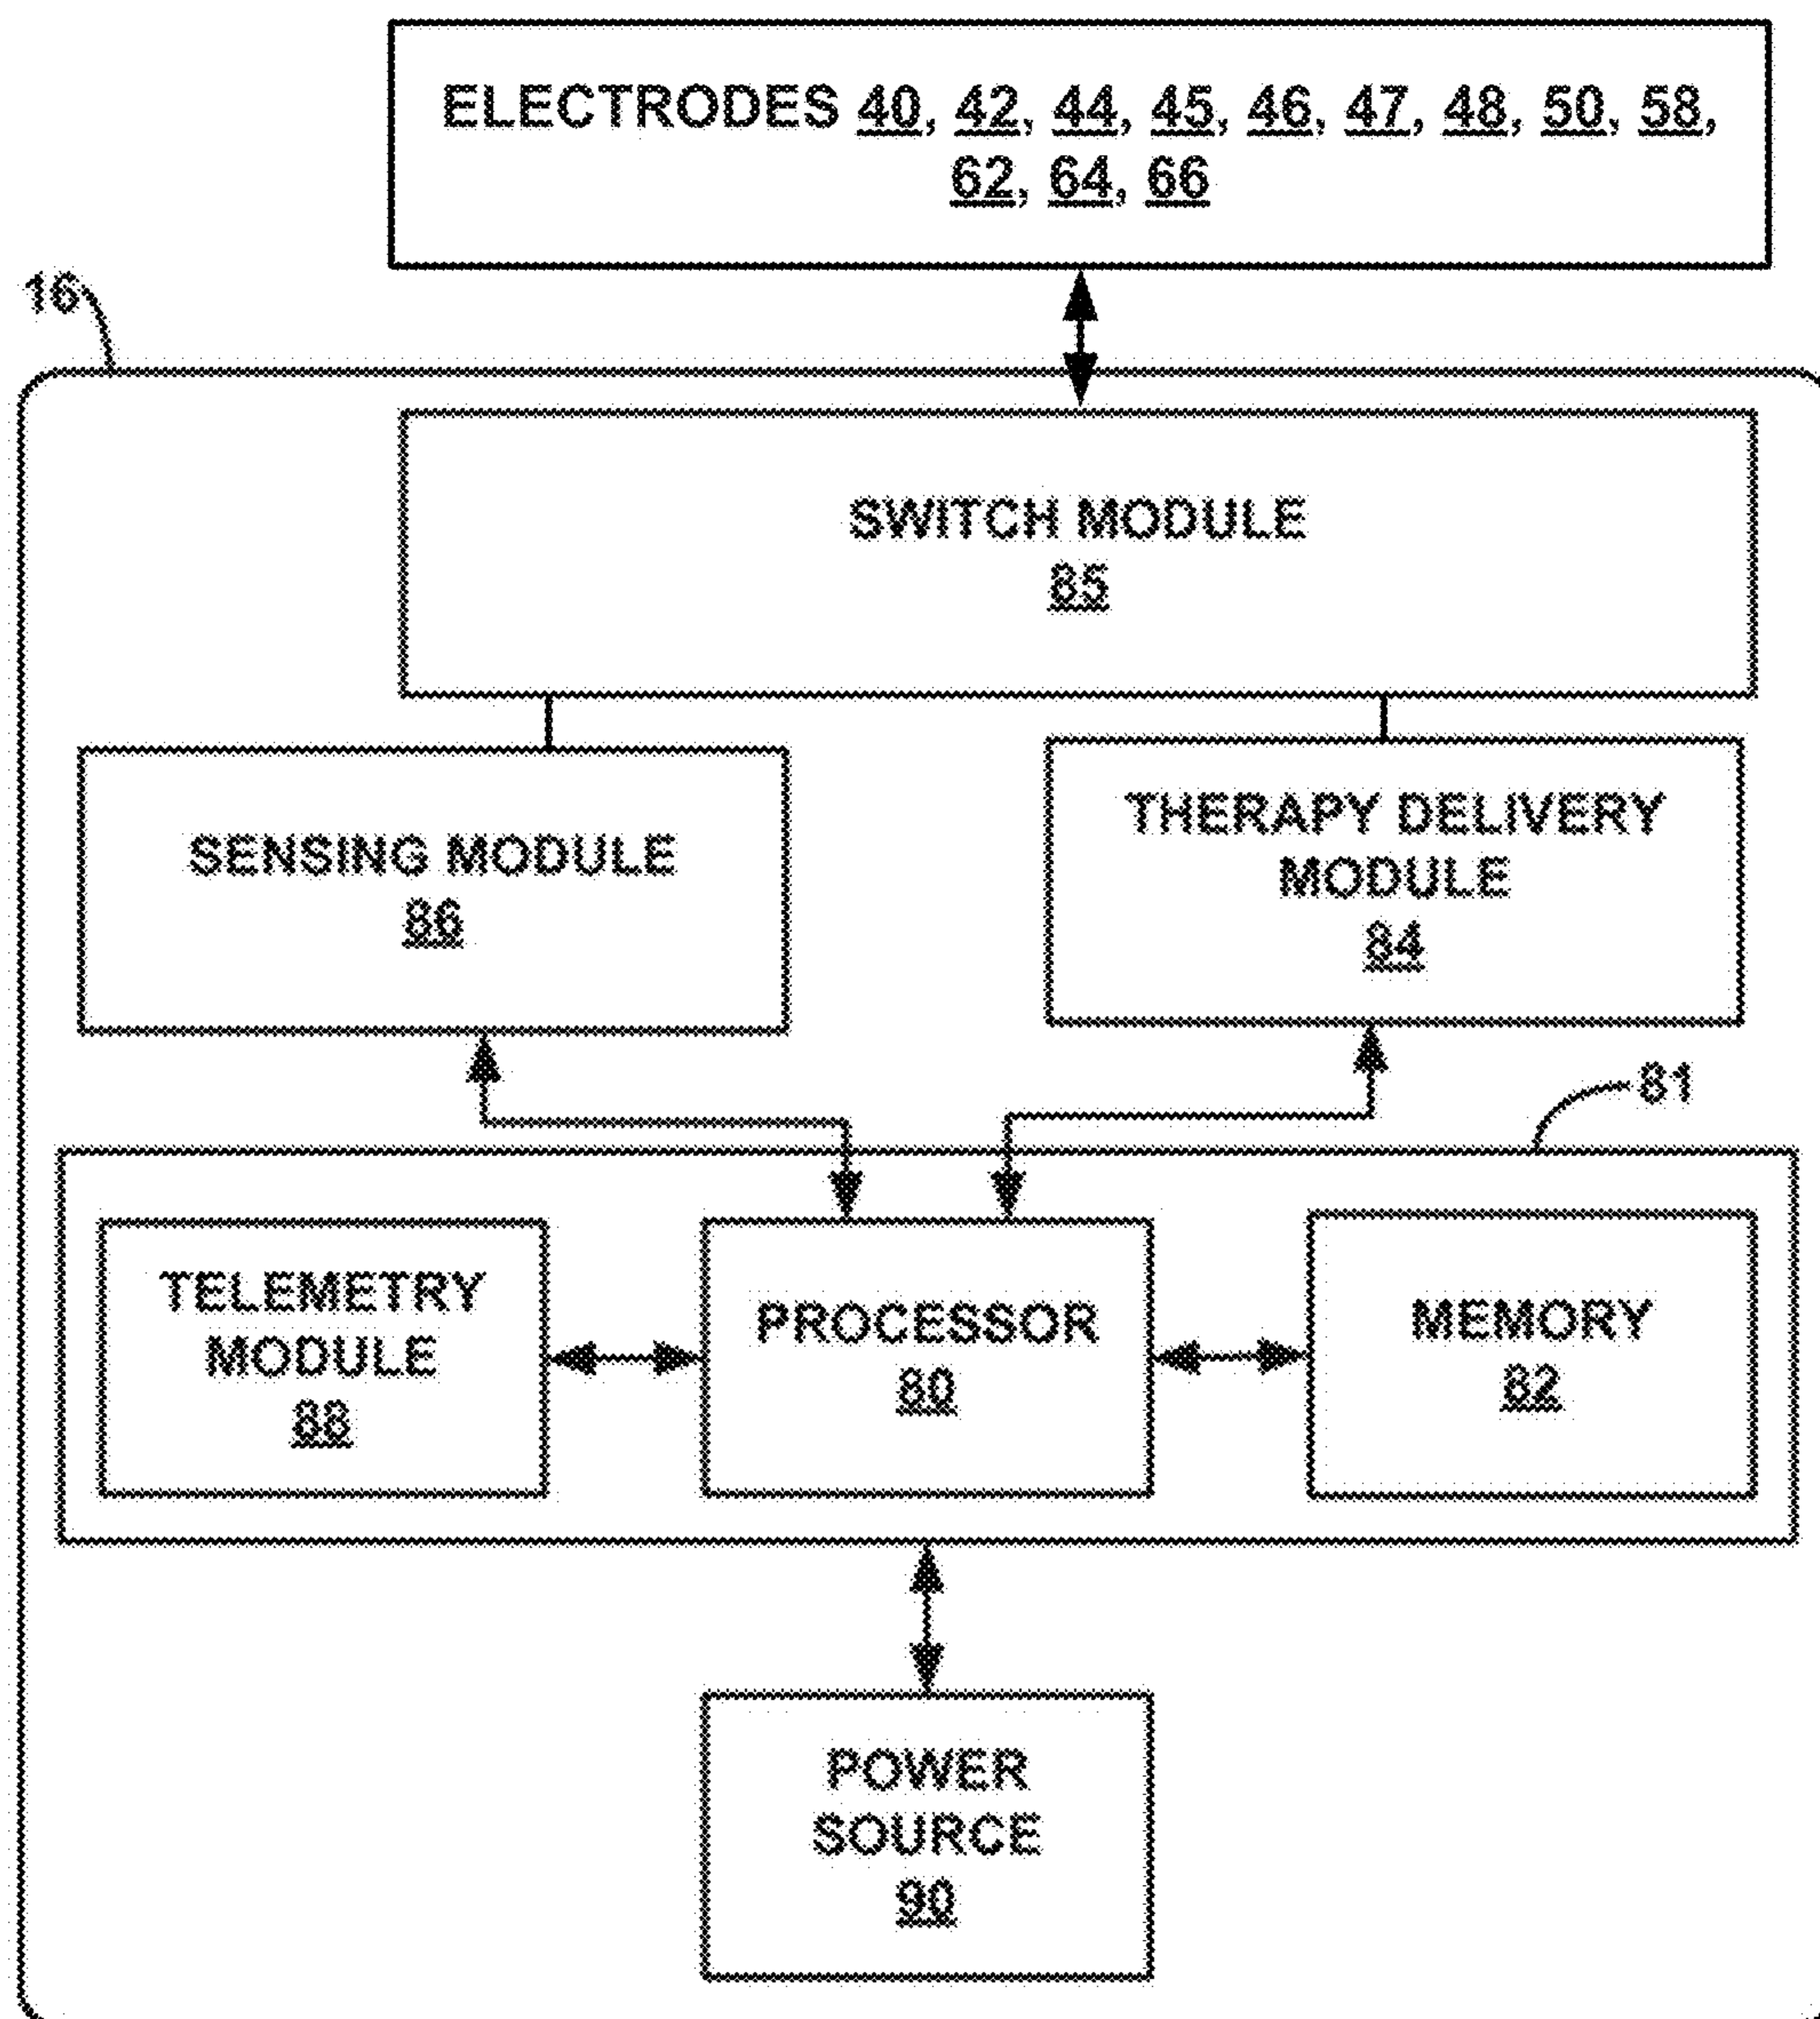 ELECTRODES 40, 42, 44, 45, 46, 47, 48, 50, 58,
62, 64, 66
16
SWITCH MODULE
85
SENSING MODULE
86
THERAPY DELIVERY
MODULE
84
81
TELEMETRY
MODULE
88
PROCESSOR
80
MEMORY
82
POWER
SOURCE
90